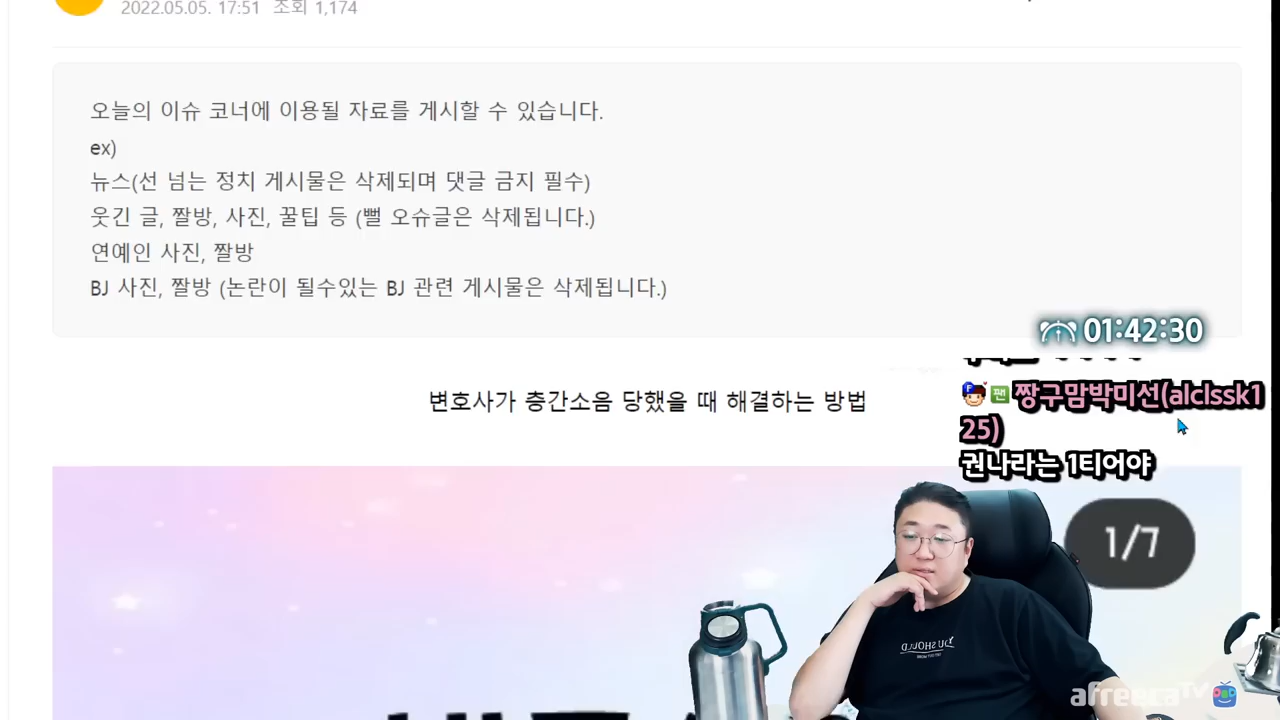 2022.05.05. 17:51 조회 1,174
오늘의 이슈 코너에 이용될 자료를 게시할 수 있습니다.
ex)
뉴스(선 넘는 정치 게시물은 삭제되며 댓글 금지 필수)
웃긴 글, 짤방, 사진, 꿀팁 등 (뻘 오슈글은 삭제됩니다.)
연예인 사진, 짤방
BJ 사진, 짤방 (논란이 될수있는 BJ 관련 게시물은 삭제됩니다.)
01:42:30
변호사가 층간소음 당했을 때 해결하는 방법
F 팬 짱구맘박미선(alclssk1
25)
권나라는 1티어야
1/7
YOU SHOULD
afreecaTV